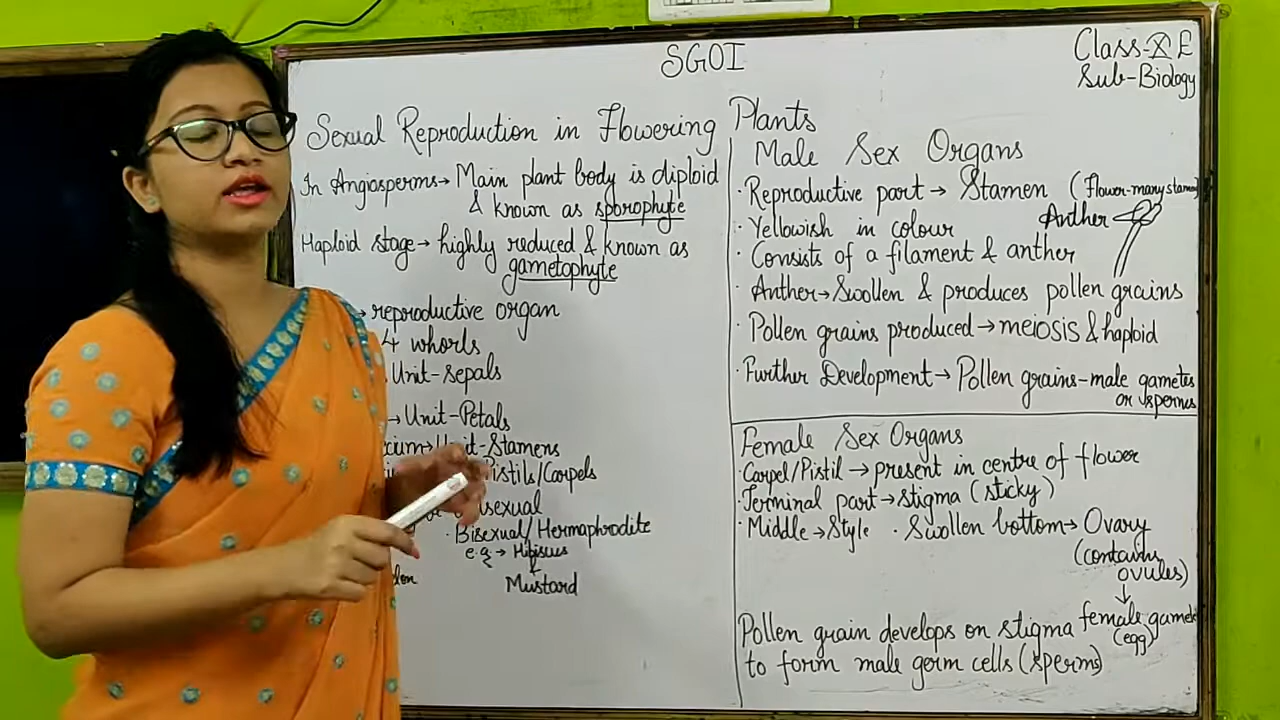 SGOI
Class-X E
Sub-Biology
Sexual Reproduction in Flowering Plants
In Angiosperms→ Main plant body is diploid
& known as sporophyte
Haploid stage→ highly reduced & known as
gametophyte
→ reproductive organ
4 whorls
Unit-sepals
→ Unit-Petals
cium→ Unit-Stamens
Pistils/Carpels
isexual
· Bisexual/Hermaphrodite
e.g → Hibiscus
&
Mustard
Male Sex Organs
· Reproductive part → Stamen (Flower-many stamens
· Yellowish in colour
Anther
· Consists of a filament & anther
· Anther→ Swollen & produces pollen grains
· Pollen grains produced → meiosis & haploid
· Further Development→ Pollen grains-male gametes
or sperms
Female Sex Organs
· Carpel/Pistil → present in centre of flower
· Terminal part→ stigma (sticky)
· Middle → Style · Swollen bottom→ Ovary
(contains
ovules)
↓
female gamete
(egg)
Pollen grain develops on stigma
to form male germ cells (sperms)